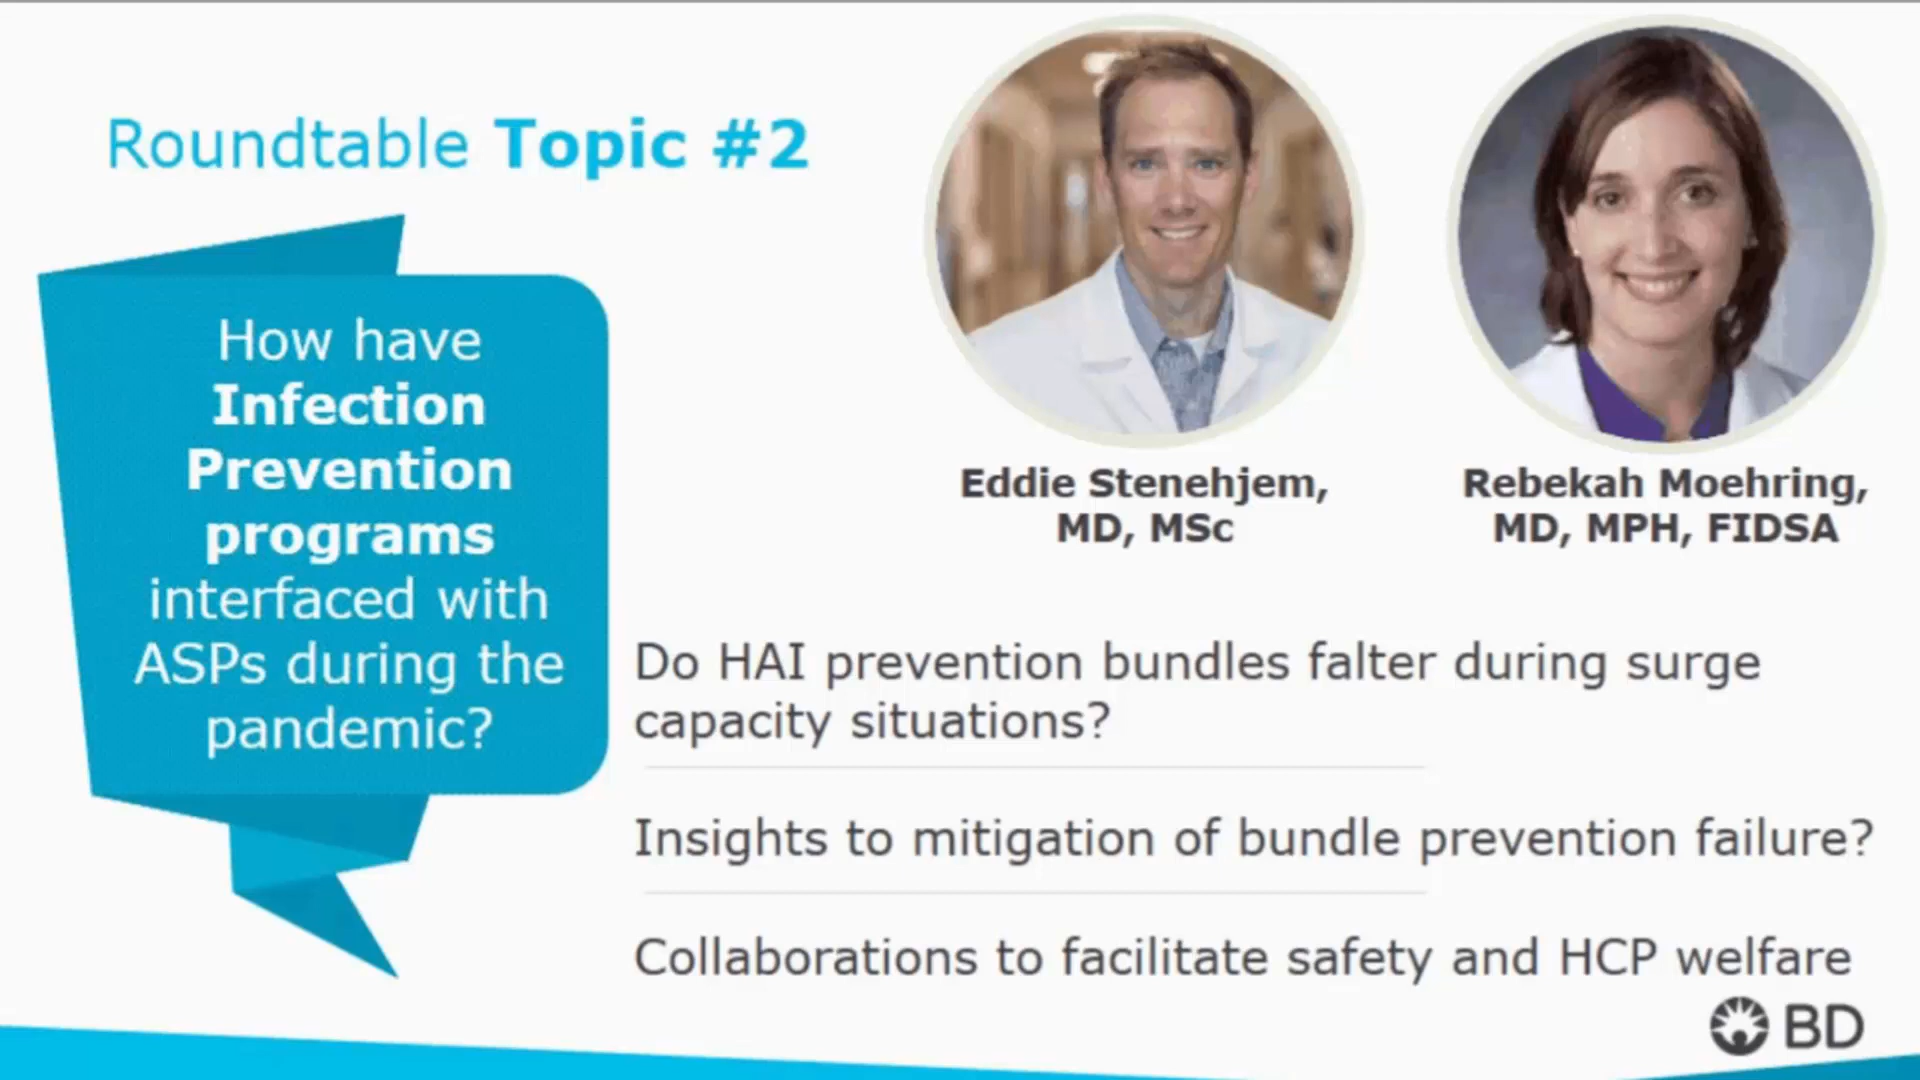 Roundtable Topic #2
How have
Infection
Prevention
programs
interfaced with
ASPs during the
pandemic?
Eddie Stenehjem,
MD, MSc
Rebekah Moehring,
MD, MPH, FIDSA
Do HAI prevention bundles falter during surge
capacity situations?
Insights to mitigation of bundle prevention failure?
Collaborations to facilitate safety and HCP welfare
BD